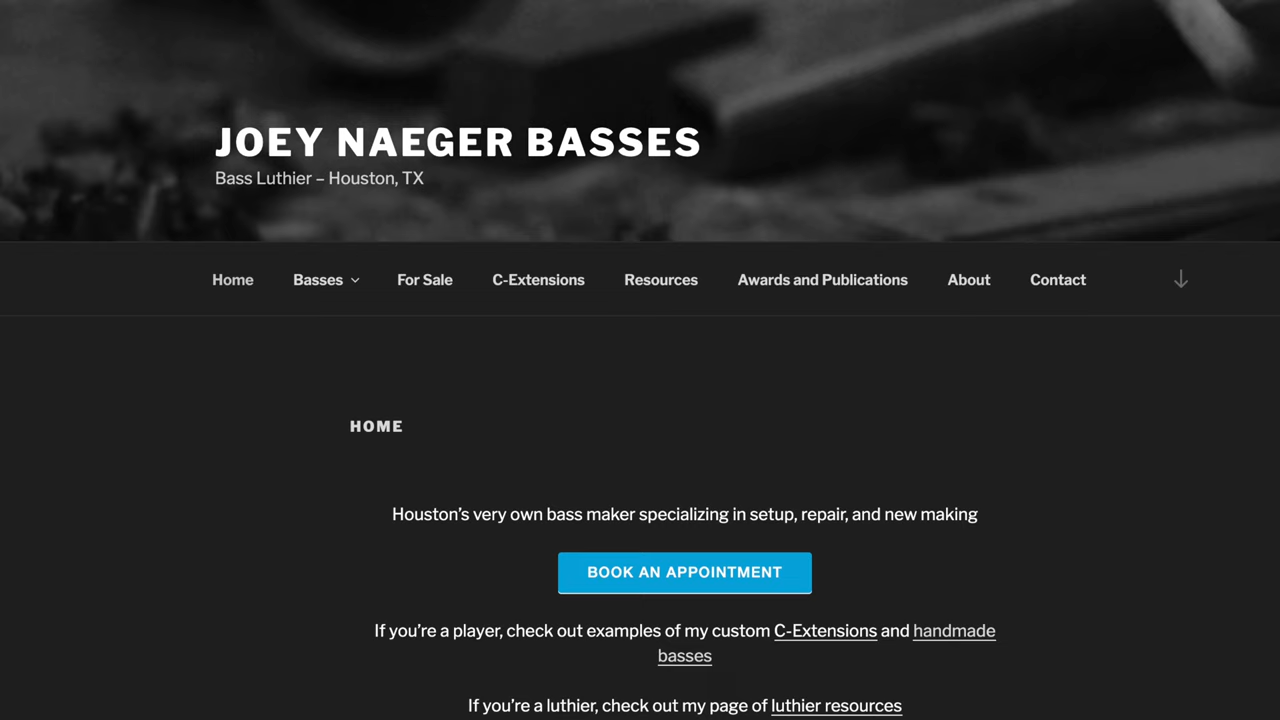 JOEY NAEGER BASSES
Bass Luthier – Houston, TX
Home Basses For Sale C-Extensions Resources Awards and Publications About Contact
HOME
Houston’s very own bass maker specializing in setup, repair, and new making
BOOK AN APPOINTMENT
If you’re a player, check out examples of my custom C-Extensions and handmade
basses
If you’re a luthier, check out my page of luthier resources